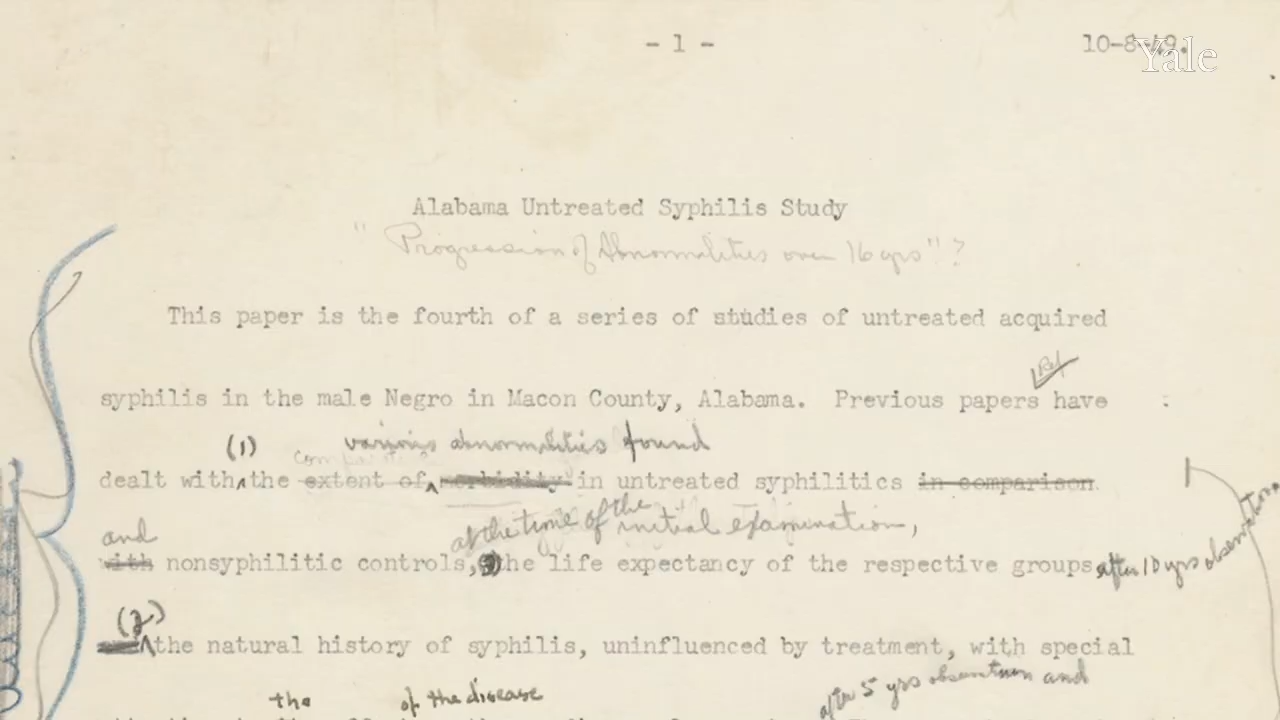 - 1 -
10-8-49.
Yale
Alabama Untreated Syphilis Study
"Progression of Abnormalities over 16 yrs"?
This paper is the fourth of a series of studies of untreated acquired
Ref
syphilis in the male Negro in Macon County, Alabama. Previous papers have
(1) various abnormalities found
dealt with the extent of morbidity in untreated syphilitics in comparison
and at the time of the initial examination,
with nonsyphilitic controls, the life expectancy of the respective groups after 10 yrs observation
(2)
the natural history of syphilis, uninfluenced by treatment, with special
the of the disease after 5 yrs observation and